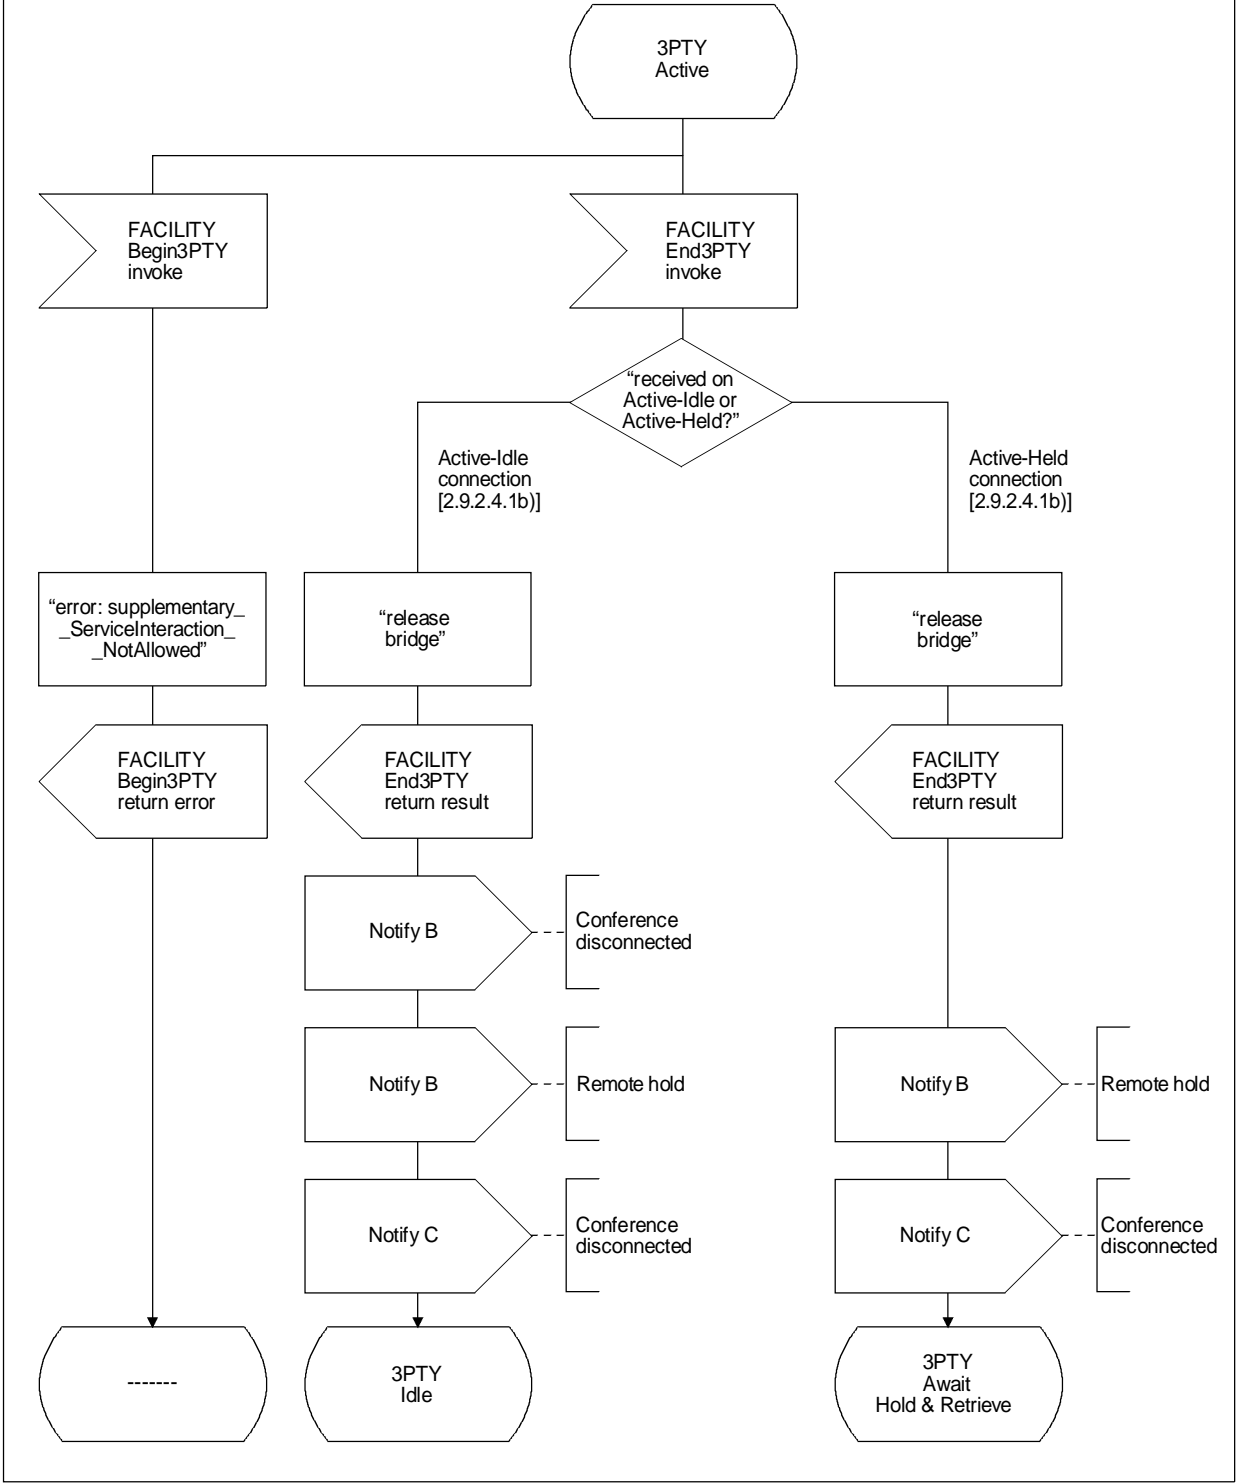 3PTY
Active
FACILITY
Begin3PTY
invoke
FACILITY
End3PTY
invoke
“received on
Active-Idle or
Active-Held?”
Active-Idle
connection
[2.9.2.4.1b)]
Active-Held
connection
[2.9.2.4.1b)]
“error: supplementary_
_ServiceInteraction_
_NotAllowed”
“release
bridge”
“release
bridge”
FACILITY
Begin3PTY
return error
FACILITY
End3PTY
return result
FACILITY
End3PTY
return result
Notify B
Conference
disconnected
Notify B
Remote hold
Notify B
Remote hold
Notify C
Conference
disconnected
Notify C
Conference
disconnected
-------
3PTY
Idle
3PTY
Await
Hold & Retrieve